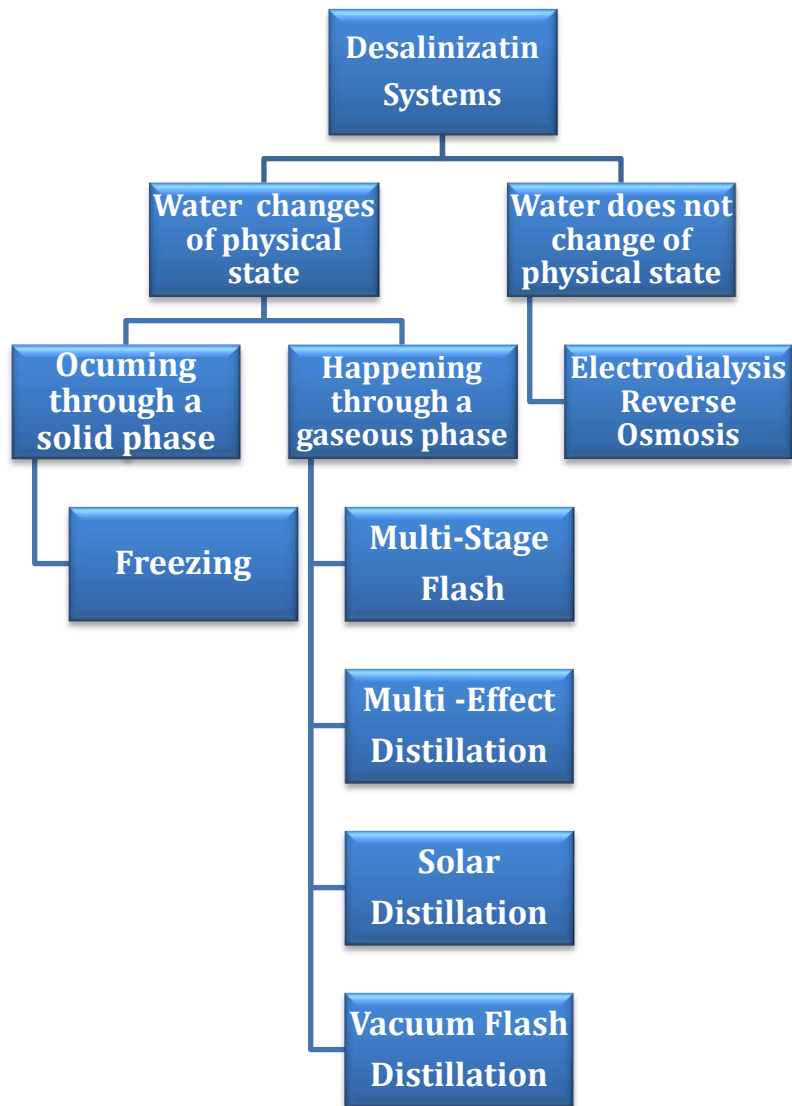 Desalinizatin
Systems
Water changes
of physical
state
Water does not
change of
physical state
Ocuming
through a
solid phase
Happening
through a
gaseous phase
Electrodialysis
Reverse
Osmosis
Freezing
Multi-Stage
Flash
Multi -Effect
Distillation
Solar
Distillation
Vacuum Flash
Distillation